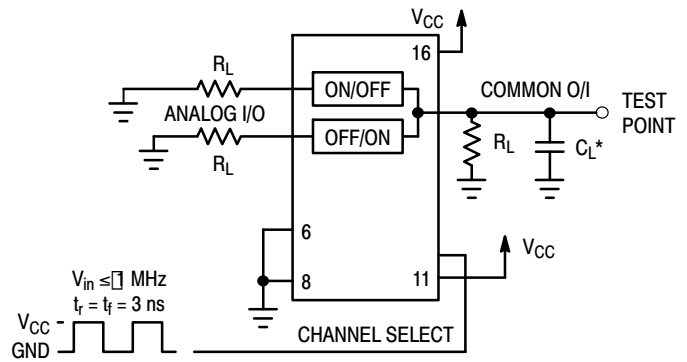 VCC
16
RL
ON/OFF
COMMON O/I
ANALOG I/O
TEST
POINT
OFF/ON
RL
RL
CL*
6
VCC
8
11
Vin ≤ 1 MHz
tr = tf = 3 ns
VCC
GND
CHANNEL SELECT